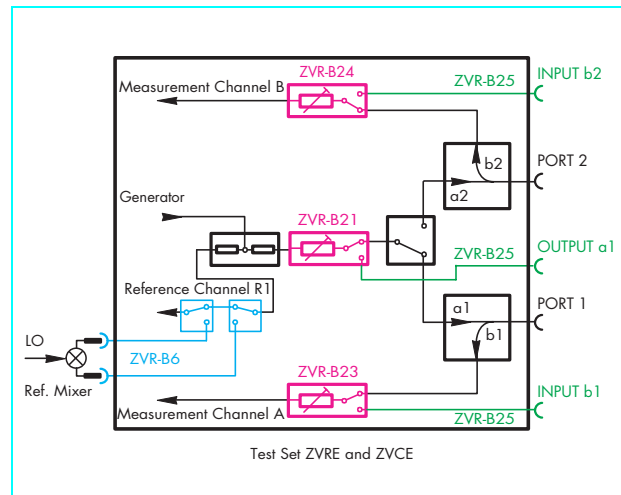 ZVR-B24
INPUT b2
Measurement Channel B
ZVR-B25
b2
PORT 2
a2
Generator
ZVR-B21
OUTPUT a1
ZVR-B25
Reference Channel R1
a1
PORT 1
b1
LO
ZVR-B6
ZVR-B23
Ref. Mixer
INPUT b1
Measurement Channel A
ZVR-B25
Test Set ZVRE and ZVCE